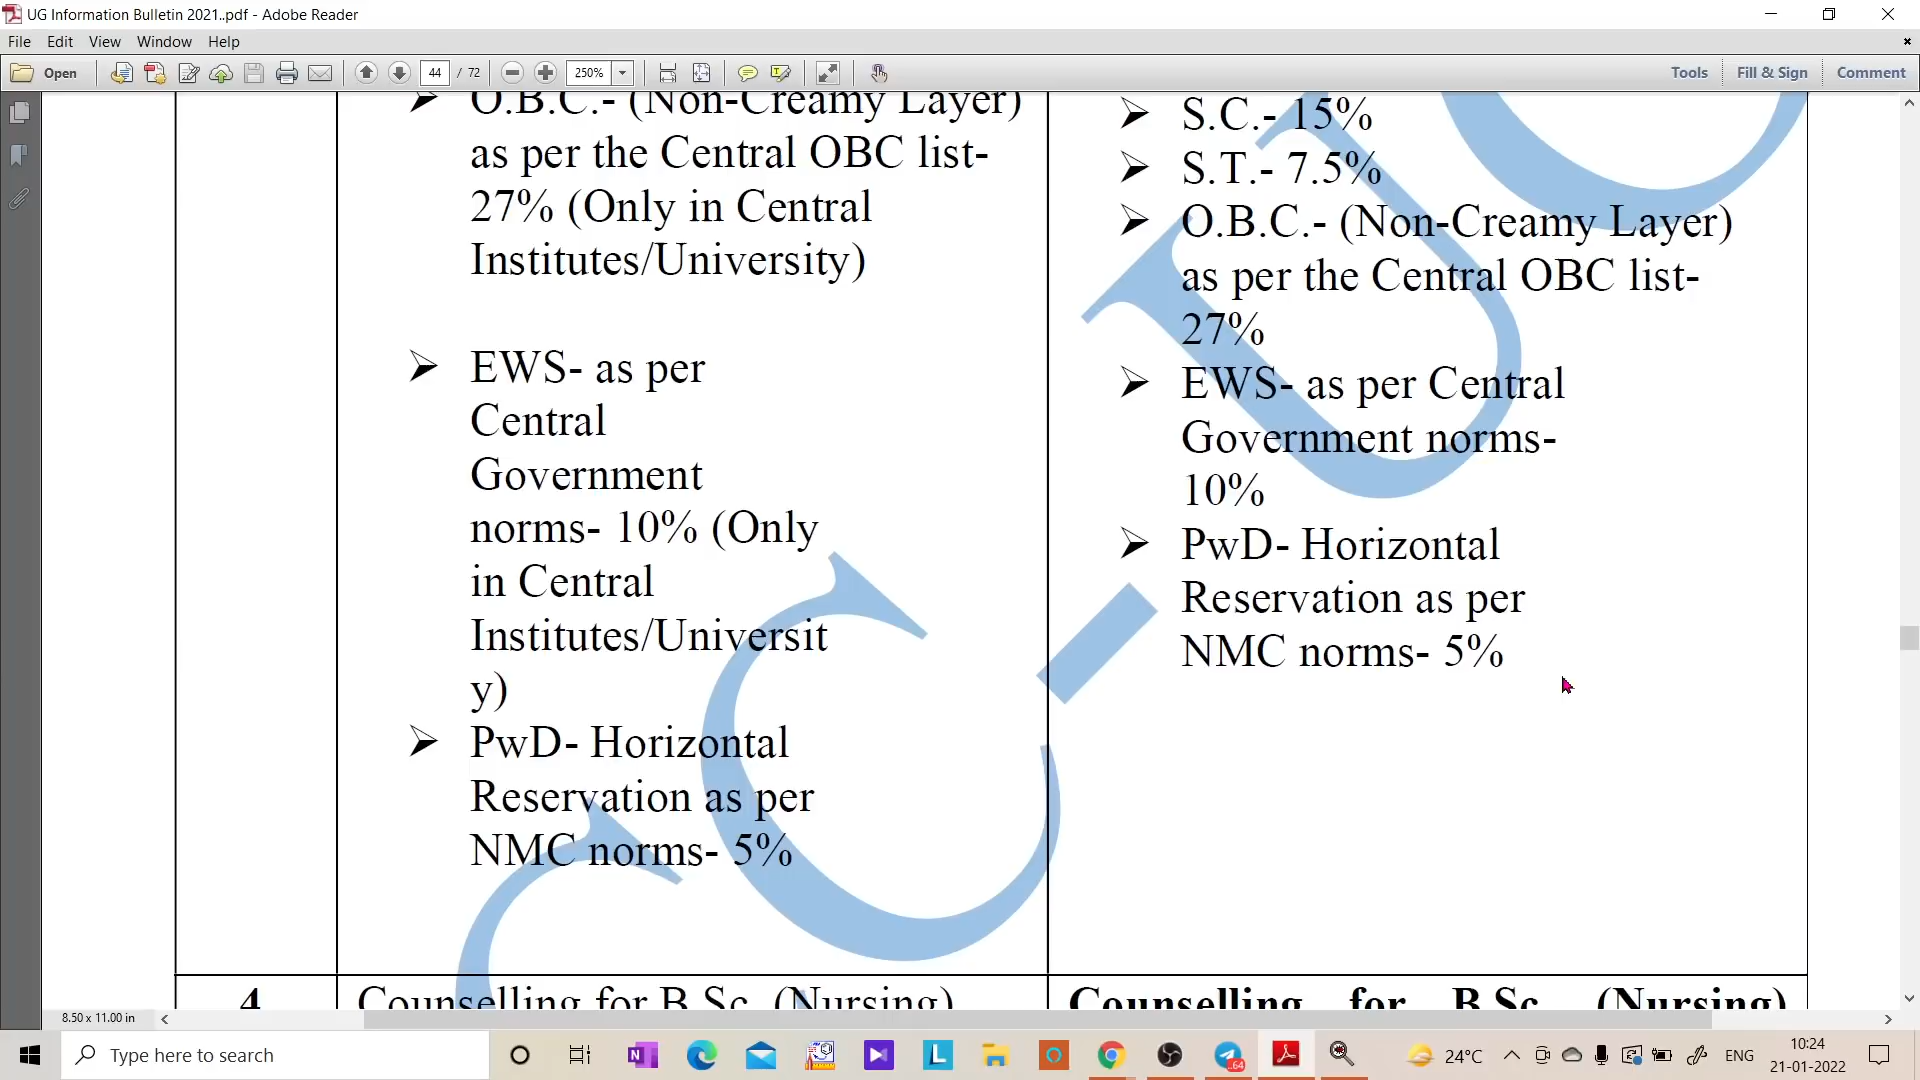 UG Information Bulletin 2021..pdf - Adobe Reader
File Edit View Window Help
Open 44 / 72 250% Tools Fill & Sign Comment
O.B.C.- (Non-Creamy Layer)
as per the Central OBC list-
27% (Only in Central
Institutes/University)
EWS- as per
Central
Government
norms- 10% (Only
in Central
Institutes/Universit
y)
PwD- Horizontal
Reservation as per
NMC norms- 5%
S.C.- 15%
S.T.- 7.5%
O.B.C.- (Non-Creamy Layer)
as per the Central OBC list-
27%
EWS- as per Central
Government norms-
10%
PwD- Horizontal
Reservation as per
NMC norms- 5%
4 Counselling for B.Sc. (Nursing)
Counselling for B.Sc. (Nursing)
8.50 x 11.00 in
Type here to search
64
24°C
ENG
10:24
21-01-2022